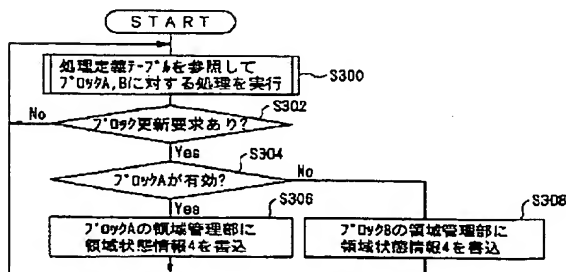 START
処理定義テーブルを参照して
ブロックA,Bに対する処理を実行
S300
No
ブロック更新要求あり?
S302
Yes
ブロックAが有効?
S304
No
Yes
S306
ブロックAの領域管理部に
領域状態情報4を書込
S308
ブロックBの領域管理部に
領域状態情報4を書込